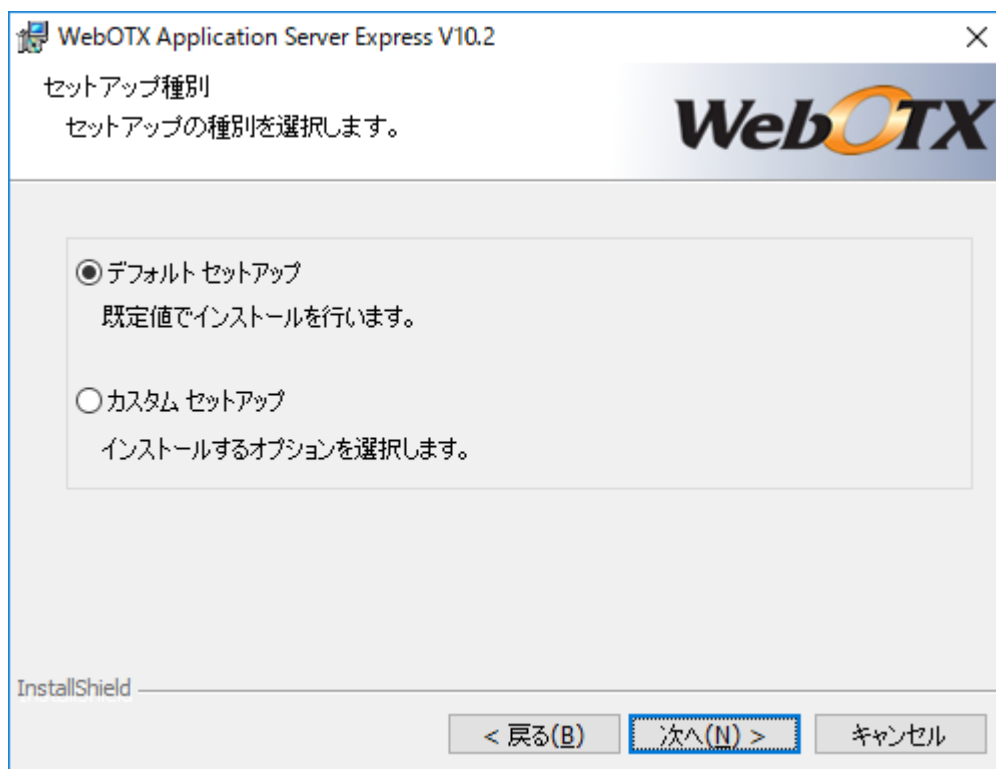 WebOTX Application Server Express V10.2
セットアップ種別
セットアップの種別を選択します。
WebOTX
デフォルト セットアップ
既定値でインストールを行います。
カスタム セットアップ
インストールするオプションを選択します。
InstallShield
< 戻る(B)
次へ(N) >
キャンセル